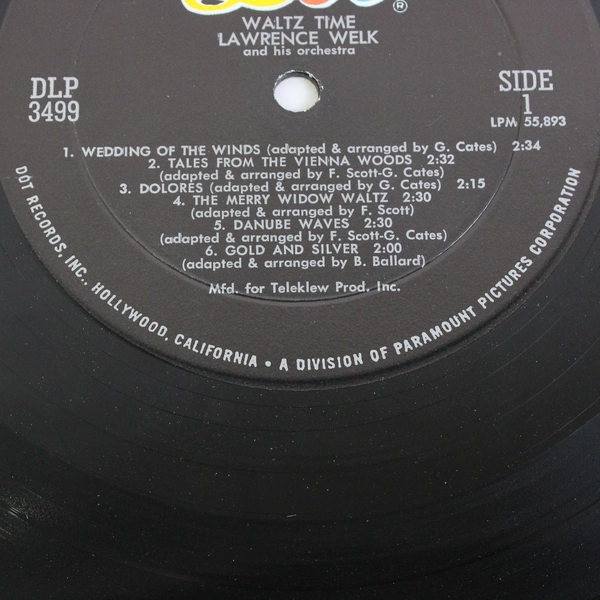 ®
WALTZ TIME
LAWRENCE WELK
and his orchestra
DLP
3499
SIDE
1
LPM 55,893
1. WEDDING OF THE WINDS (adapted & arranged by G. Cates) 2:34
2. TALES FROM THE VIENNA WOODS 2:32
(adapted & arranged by F. Scott-G. Cates)
3. DOLORES (adapted & arranged by G. Cates) 2:15
4. THE MERRY WIDOW WALTZ 2:30
(adapted & arranged by F. Scott)
5. DANUBE WAVES 2:30
(adapted & arranged by F. Scott-G. Cates)
6. GOLD AND SILVER 2:00
(adapted & arranged by B. Ballard)
Mfd. for Teleklew Prod. Inc.
DOT RECORDS, INC., HOLLYWOOD, CALIFORNIA • A DIVISION OF PARAMOUNT PICTURES CORPORATION